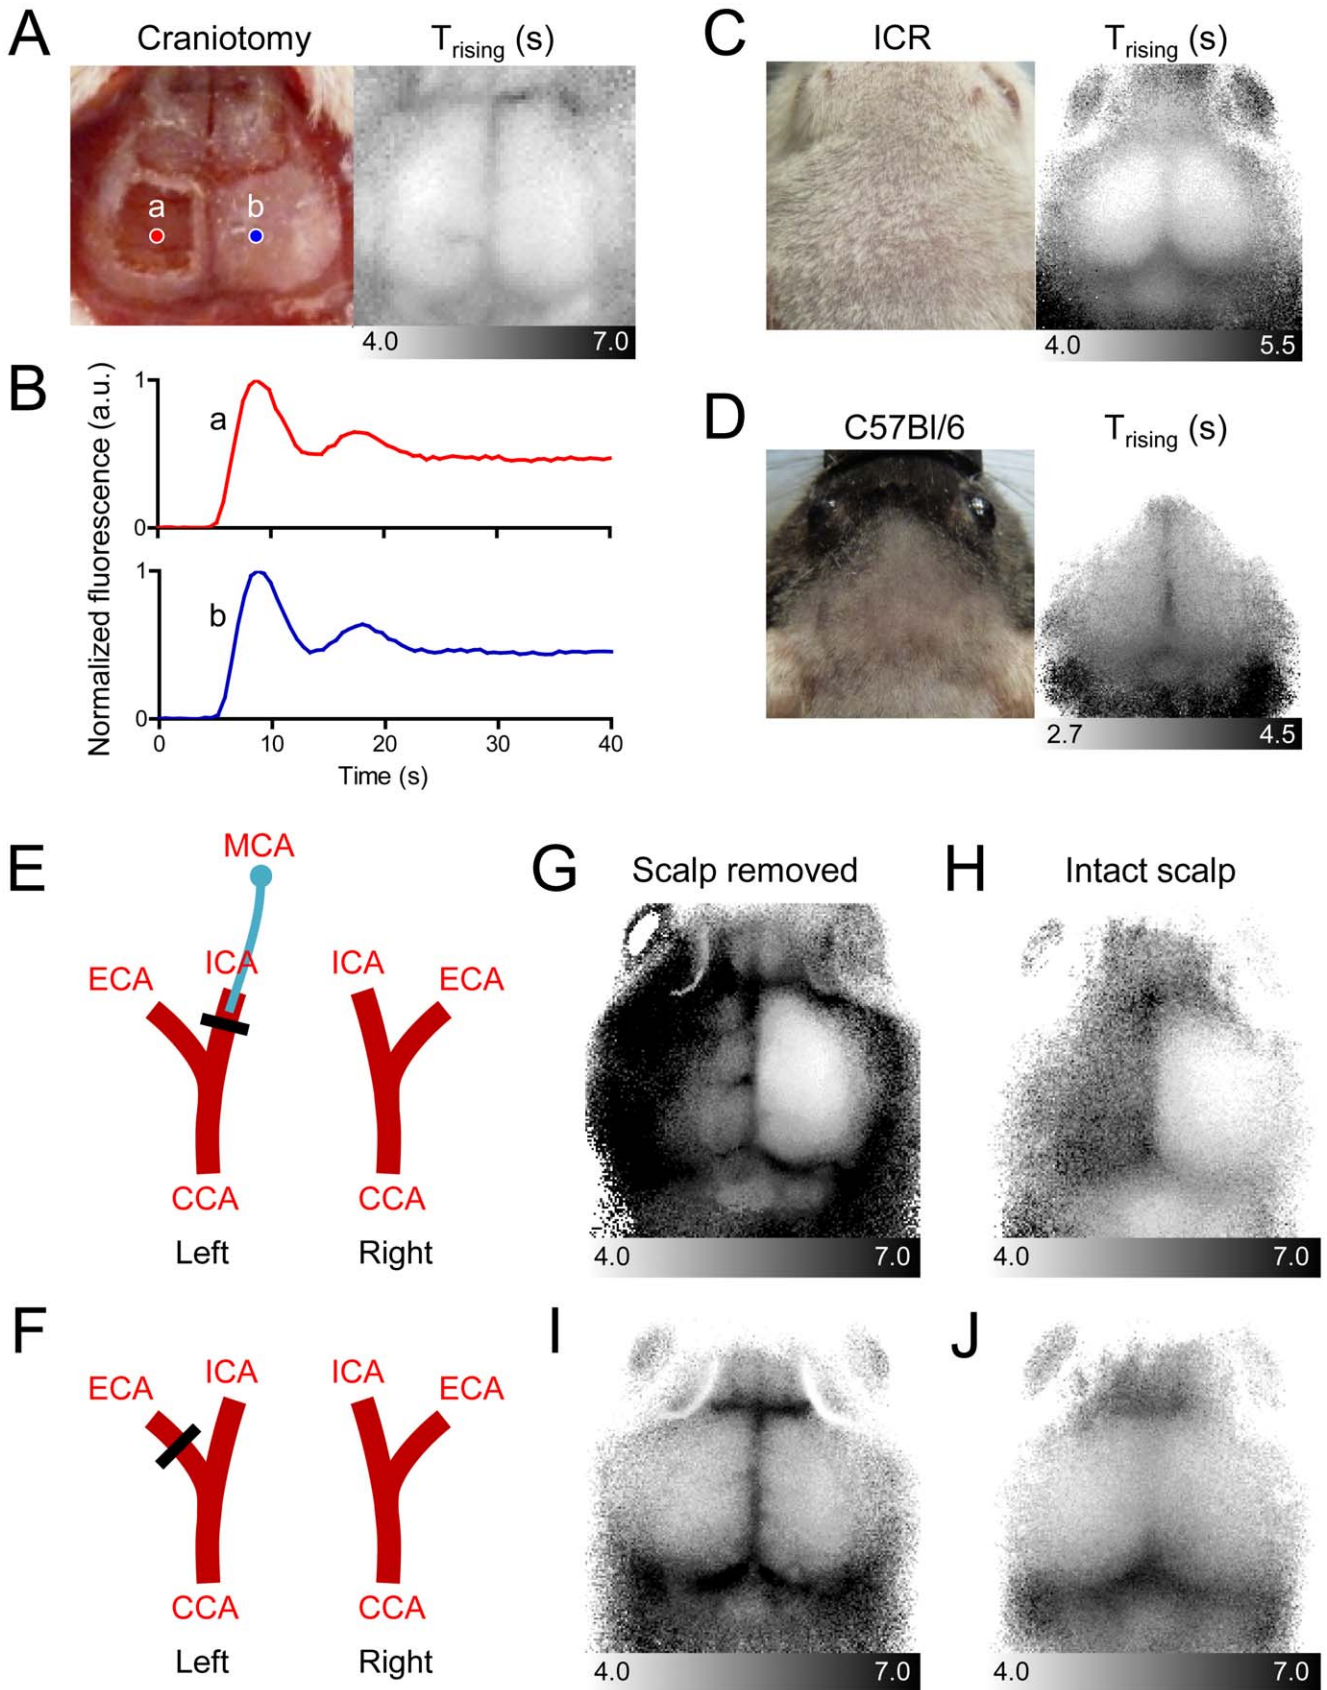 A
Craniotomy
Trising (s)
a
b
4.0
7.0
B
Normalized fluorescence (a.u.)
1
a
0
1
b
0
0
10
20
30
40
Time (s)
C
ICR
Trising (s)
4.0
5.5
D
C57Bl/6
Trising (s)
2.7
4.5
E
MCA
ECA
ICA
ICA
ECA
CCA
CCA
Left
Right
G
Scalp removed
4.0
7.0
H
Intact scalp
4.0
7.0
F
ECA
ICA
ICA
ECA
CCA
CCA
Left
Right
I
4.0
7.0
J
4.0
7.0